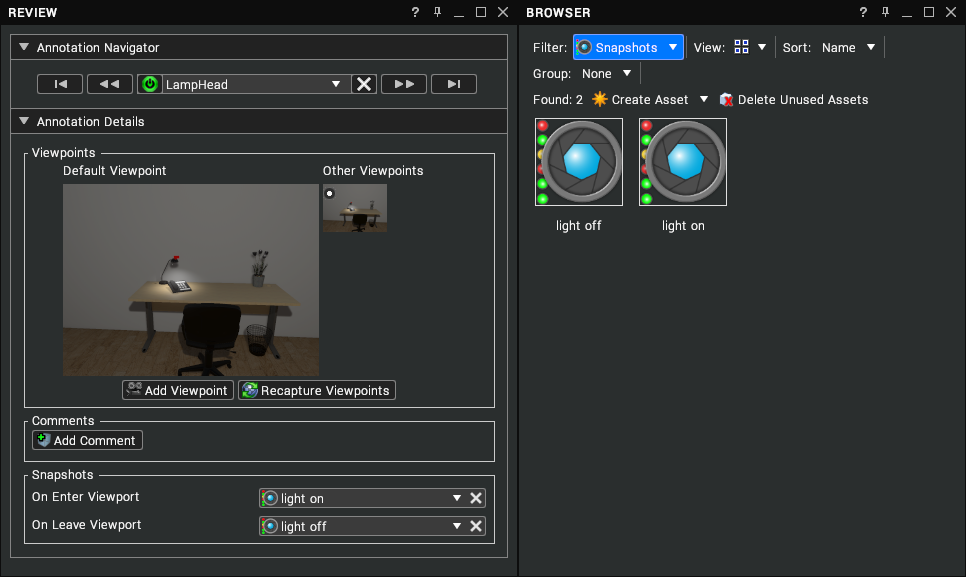 REVIEW
?
Annotation Navigator
LampHead
Annotation Details
Viewpoints
Default Viewpoint
Other Viewpoints
Add Viewpoint
Recapture Viewpoints
Comments
Add Comment
Snapshots
On Enter Viewport
light on
On Leave Viewport
light off
BROWSER
?
Filter: Snapshots View: Sort: Name
Group: None
Found: 2 Create Asset Delete Unused Assets
light off
light on